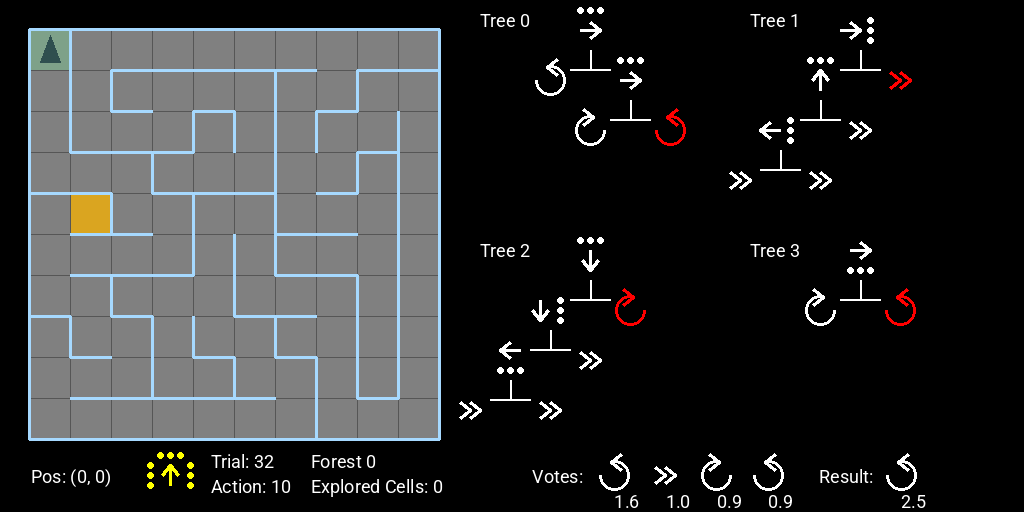 Tree 0
Tree 1
Tree 2
Tree 3
Pos: (0, 0)
Trial: 32
Forest 0
Action: 10
Explored Cells: 0
Votes:
1.6
1.0
0.9
0.9
Result:
2.5